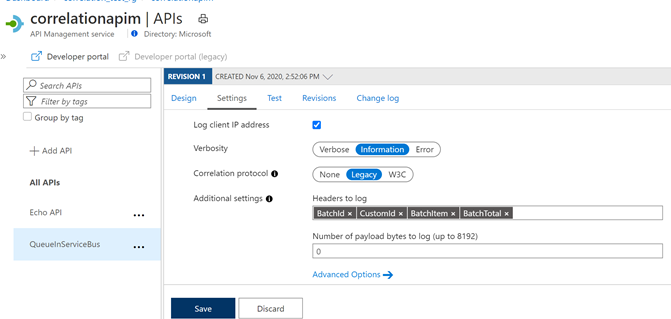 Dashboard > correlation_test_rg > correlationapim
correlationapim | APIs
API Management service
Directory: Microsoft
»
Developer portal
Developer portal (legacy)
Search APIs
Filter by tags
Group by tag
+ Add API
All APIs
Echo API ...
QueueInServiceBus ...
REVISION 1 CREATED Nov 6, 2020, 2:52:06 PM
Design Settings Test Revisions Change log
Log client IP address
Verbosity Verbose Information Error
Correlation protocol None Legacy W3C
Additional settings Headers to log
BatchId × CustomId × BatchItem × BatchTotal ×
Number of payload bytes to log (up to 8192)
0
Advanced Options →
Save Discard